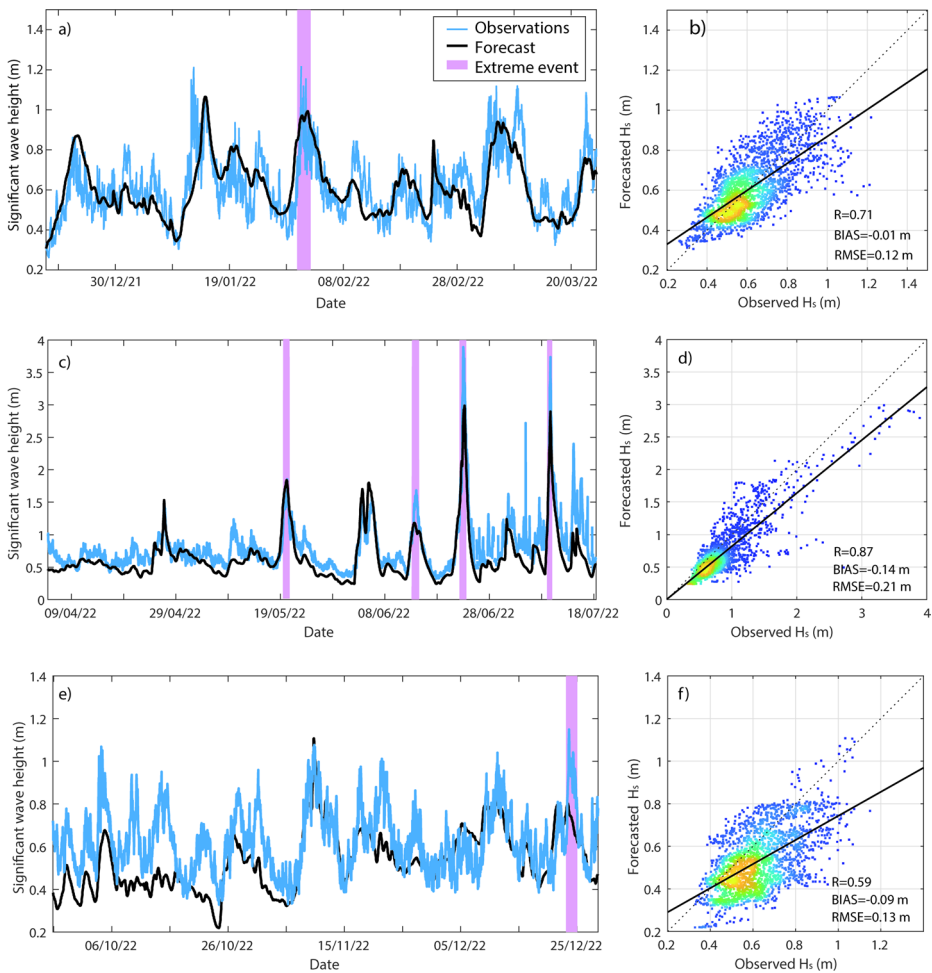 a)
Observations
Forecast
Extreme event
Significant wave height (m)
1.4
1.2
1
0.8
0.6
0.4
0.2
30/12/21
19/01/22
08/02/22
28/02/22
20/03/22
Date
b)
Forecasted Hs (m)
1.4
1.2
1.0
0.8
0.6
0.4
0.2
R=0.71
BIAS=-0.01 m
RMSE=0.12 m
0.2
0.4
0.6
0.8
1
1.2
1.4
Observed Hs (m)
c)
Significant wave height (m)
4
3.5
3
2.5
2
1.5
1
0.5
0
09/04/22
29/04/22
19/05/22
08/06/22
28/06/22
18/07/22
Date
d)
Forecasted Hs (m)
4
3.5
3
2.5
2
1.5
1
0.5
0
R=0.87
BIAS=-0.14 m
RMSE=0.21 m
0
1
2
3
4
Observed Hs (m)
e)
Significant wave height (m)
1.4
1.2
1
0.8
0.6
0.4
0.2
06/10/22
26/10/22
15/11/22
05/12/22
25/12/22
Date
f)
Forecasted Hs (m)
1.4
1.2
1
0.8
0.6
0.4
0.2
R=0.59
BIAS=-0.09 m
RMSE=0.13 m
0.2
0.4
0.6
0.8
1
1.2
Observed Hs (m)